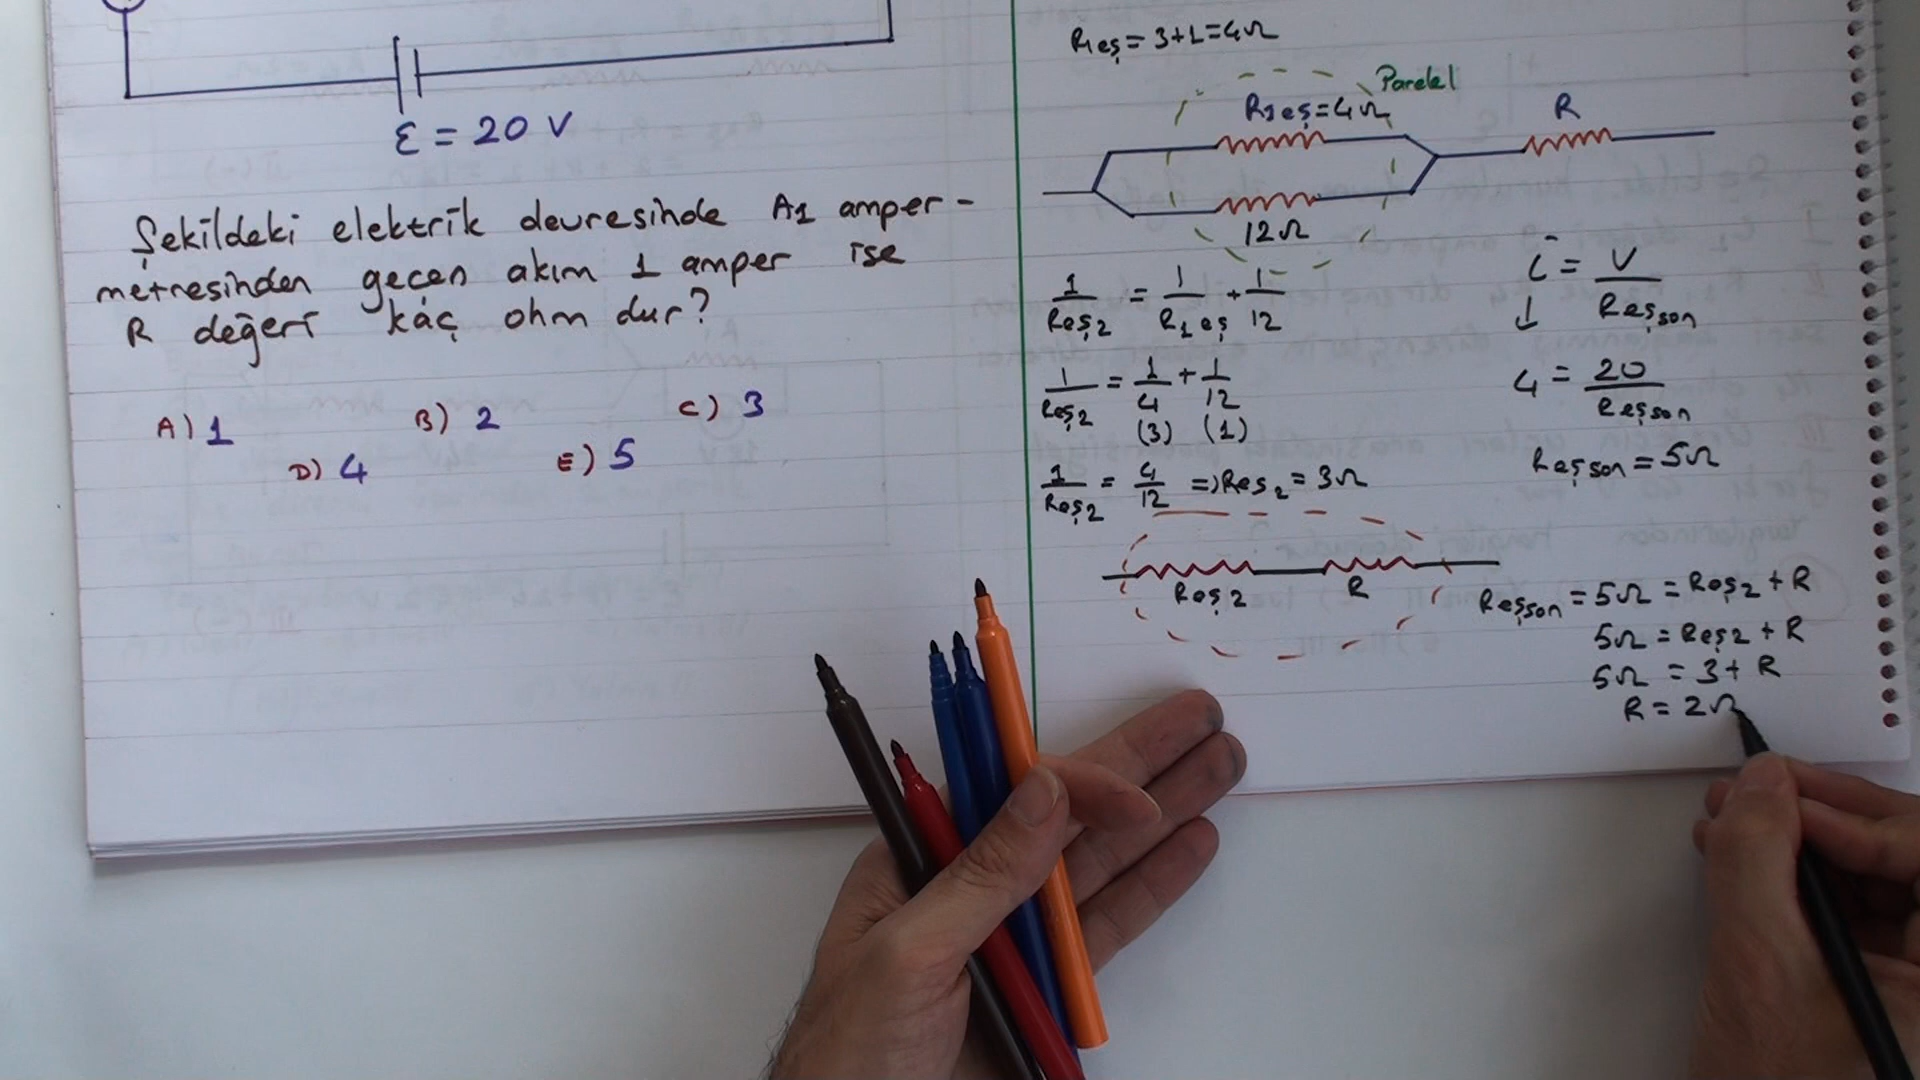 Ɛ = 20 V
Şekildeki elektrik devresinde A1 amper-
metresinden geçen akım 1 amper ise
R değeri kaç ohm dur?
A) 1
B) 2
C) 3
D) 4
E) 5
R1eş = 3+1=4Ω
Paralel
R1eş=4Ω
R
12Ω
1/Reş2 = 1/R1eş + 1/12
1/Reş2 = 1/4 + 1/12
(3) (1)
1/Reş2 = 4/12 => Reş2 = 3Ω
i = V/Reşson
4 = 20/Reşson
Reşson = 5Ω
Reş2
R
Reşson = 5Ω = Reş2 + R
5Ω = Reş2 + R
5Ω = 3 + R
R = 2Ω